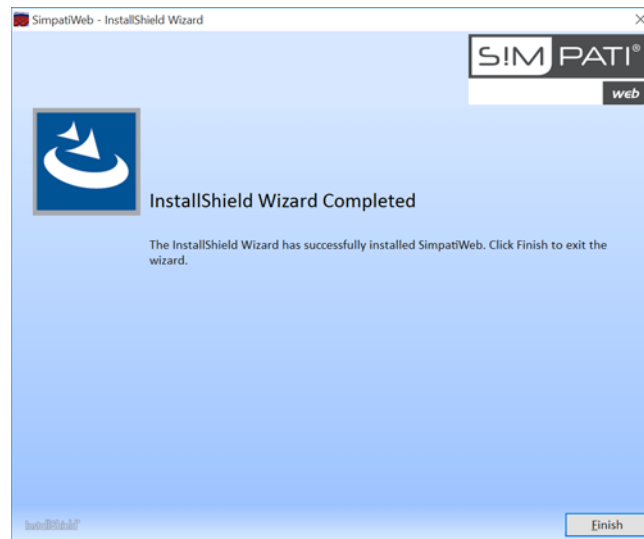 SimpatiWeb - InstallShield Wizard
S!MPATI®
web
InstallShield Wizard Completed
The InstallShield Wizard has successfully installed SimpatiWeb. Click Finish to exit the
wizard.
InstallShield
Finish